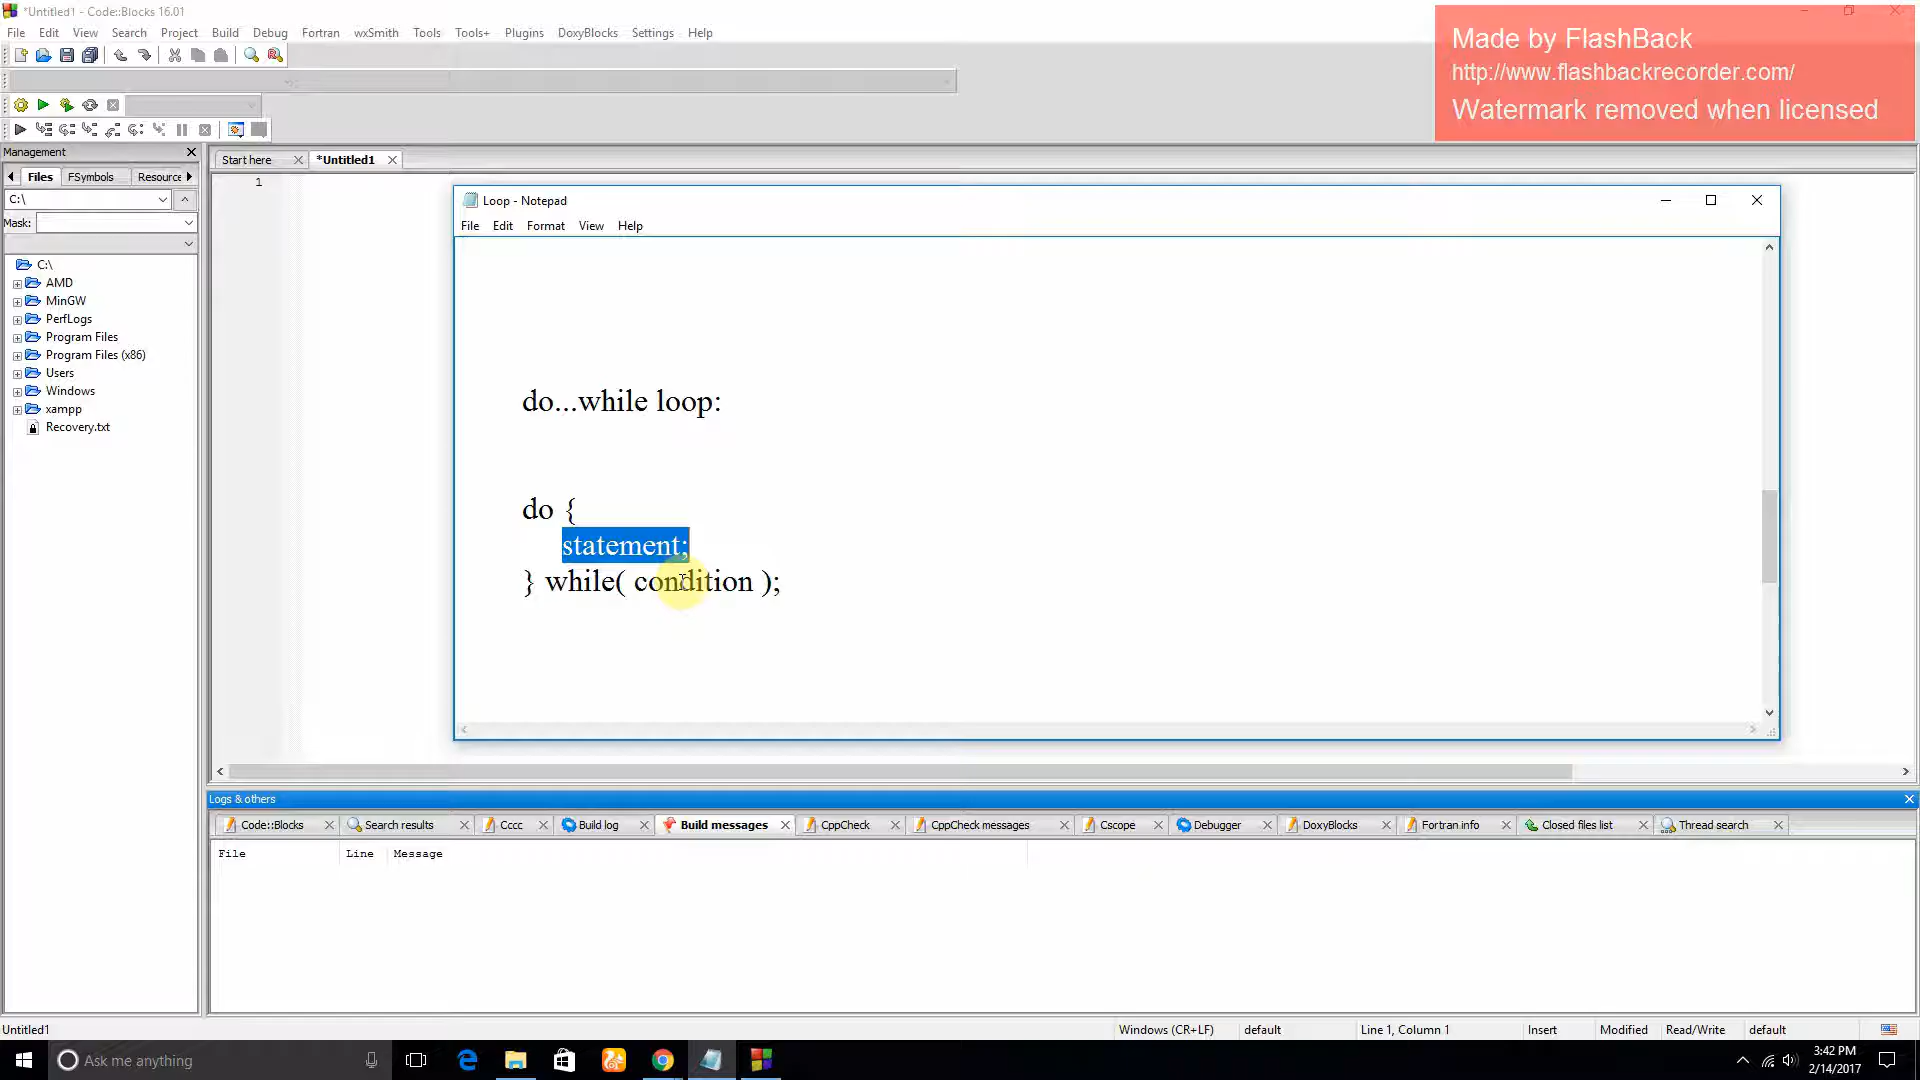 *Untitled1 - Code::Blocks 16.01
File Edit View Search Project Build Debug Fortran wxSmith Tools Tools+ Plugins DoxyBlocks Settings Help
Made by FlashBack
http://www.flashbackrecorder.com/
Watermark removed when licensed
Management
Files FSymbols Resource
C:\
Mask:
C:\
AMD
MinGW
PerfLogs
Program Files
Program Files (x86)
Users
Windows
xampp
Recovery.txt
Start here *Untitled1
1
Loop - Notepad
File Edit Format View Help
do...while loop:
do {
statement;
} while( condition );
Logs & others
Code::Blocks Search results Cccc Build log Build messages CppCheck CppCheck messages Cscope Debugger DoxyBlocks Fortran info Closed files list Thread search
File Line Message
Untitled1 Windows (CR+LF) default Line 1, Column 1 Insert Modified Read/Write default
Ask me anything
3:42 PM
2/14/2017